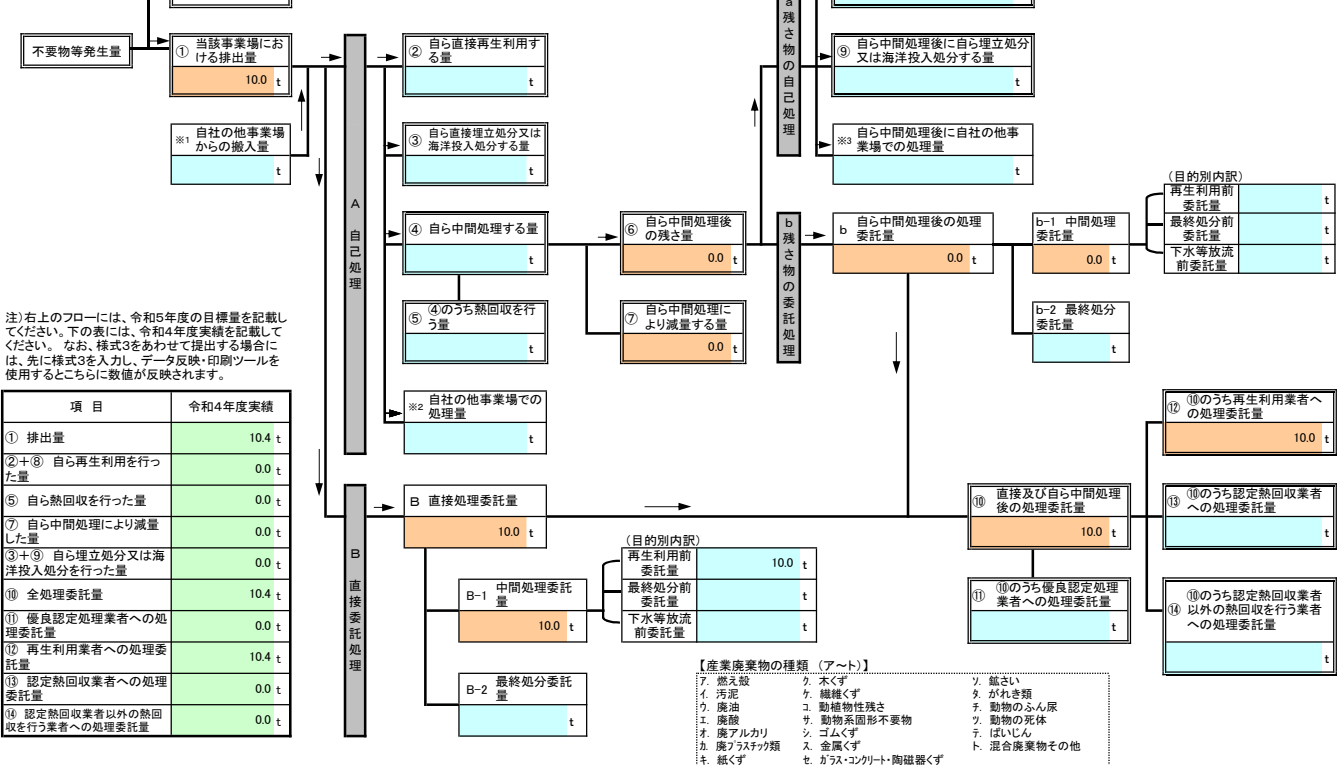 不要物等発生量
① 当該事業場にお
ける排出量
10.0 t
※1 自社の他事業場
からの搬入量
t
A 自己処理
② 自ら直接再生利用す
る量
t
③ 自ら直接埋立処分又は
海洋投入処分する量
t
④ 自ら中間処理する量
t
⑤ ④のうち熱回収を行
う量
t
※2 自社の他事業場での
処理量
t
⑥ 自ら中間処理後
の残さ量
0.0 t
⑦ 自ら中間処理に
より減量する量
0.0 t
a残さ物の自己処理
⑨ 自ら中間処理後に自ら埋立処分
又は海洋投入処分する量
t
※3 自ら中間処理後に自社の他事
業場での処理量
t
b残さ物の委託処理
b 自ら中間処理後の処理
委託量
0.0 t
b-1 中間処理
委託量
0.0 t
b-2 最終処分
委託量
t
(目的別内訳)
再生利用前
委託量
t
最終処分前
委託量
t
下水等放流
前委託量
t
注)右上のフローには、令和5年度の目標量を記載し
てください。下の表には、令和4年度実績を記載して
ください。 なお、様式3をあわせて提出する場合に
は、先に様式3を入力し、データ反映・印刷ツールを
使用するとこちらに数値が反映されます。
項 目 令和4年度実績
① 排出量 10.4 t
②+⑧ 自ら再生利用を行っ
た量 0.0 t
⑤ 自ら熱回収を行った量 0.0 t
⑦ 自ら中間処理により減量
した量 0.0 t
③+⑨ 自ら埋立処分又は海
洋投入処分を行った量 0.0 t
⑩ 全処理委託量 10.4 t
⑪ 優良認定処理業者への処
理委託量 0.0 t
⑫ 再生利用業者への処理委
託量 10.4 t
⑬ 認定熱回収業者への処理
委託量 0.0 t
⑭ 認定熱回収業者以外の熱回
収を行う業者への処理委託量 0.0 t
B 直接委託処理
B 直接処理委託量
10.0 t
B-1 中間処理委託
量
10.0 t
B-2 最終処分委託
量
t
(目的別内訳)
再生利用前
委託量
10.0 t
最終処分前
委託量
t
下水等放流
前委託量
t
⑩ 直接及び自ら中間処理
後の処理委託量
10.0 t
⑪ ⑩のうち優良認定処理
業者への処理委託量
t
⑫ ⑩のうち再生利用業者へ
の処理委託量
10.0 t
⑬ ⑩のうち認定熱回収業者
への処理委託量
t
⑭ ⑩のうち認定熱回収業者
以外の熱回収を行う業者
への処理委託量
t
【産業廃棄物の種類 (ア~ト)】
ア. 燃え殻
イ. 汚泥
ウ. 廃油
エ. 廃酸
オ. 廃アルカリ
カ. 廃プラスチック類
キ. 紙くず
ク. 木くず
ケ. 繊維くず
コ. 動植物性残さ
サ. 動物系固形不要物
シ. ゴムくず
ス. 金属くず
セ. ガラス・コンクリート・陶磁器くず
ソ. 鉱さい
タ. がれき類
チ. 動物のふん尿
ツ. 動物の死体
テ. ばいじん
ト. 混合廃棄物その他